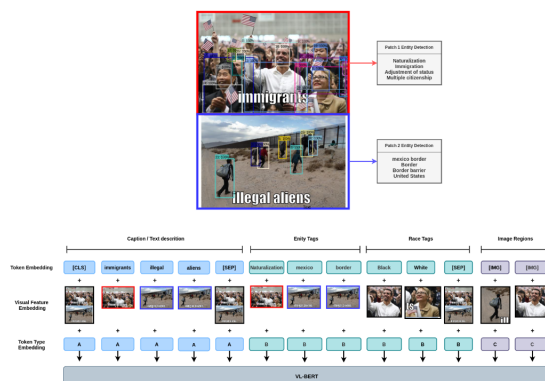 Patch 1 Entity Detection
Naturalization
Immigration
Adjustment of status
Multiple citizenship
immigrants
Patch 2 Entity Detection
mexico border
Border
Border barrier
United States
illegal aliens
Caption / Text descrition
Enity Tags
Race Tags
Image Regions
Token Embedding
[CLS] immigrants illegal aliens [SEP] Naturalization mexico border Black White [SEP] [IMG] [IMG]
+ + + + + + + + + + + + +
Visual Feature
Embedding
+ + + + + + + + + + + + +
Token Type
Embedding
A A A A A B B B B B B C C
VL-BERT